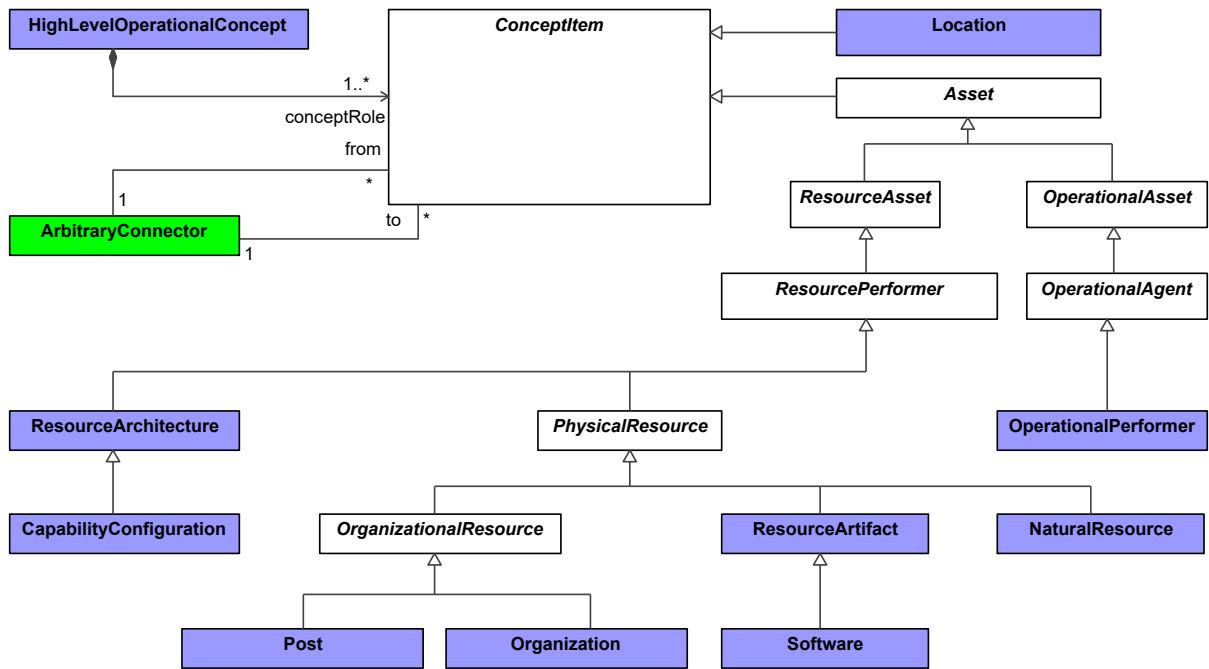 HighLevelOperationalConcept
ConceptItem
Location
1..*
conceptRole
Asset
from
*
1
ResourceAsset
OperationalAsset
to
*
ArbitraryConnector
1
ResourcePerformer
OperationalAgent
ResourceArchitecture
PhysicalResource
OperationalPerformer
CapabilityConfiguration
OrganizationalResource
ResourceArtifact
NaturalResource
Post
Organization
Software